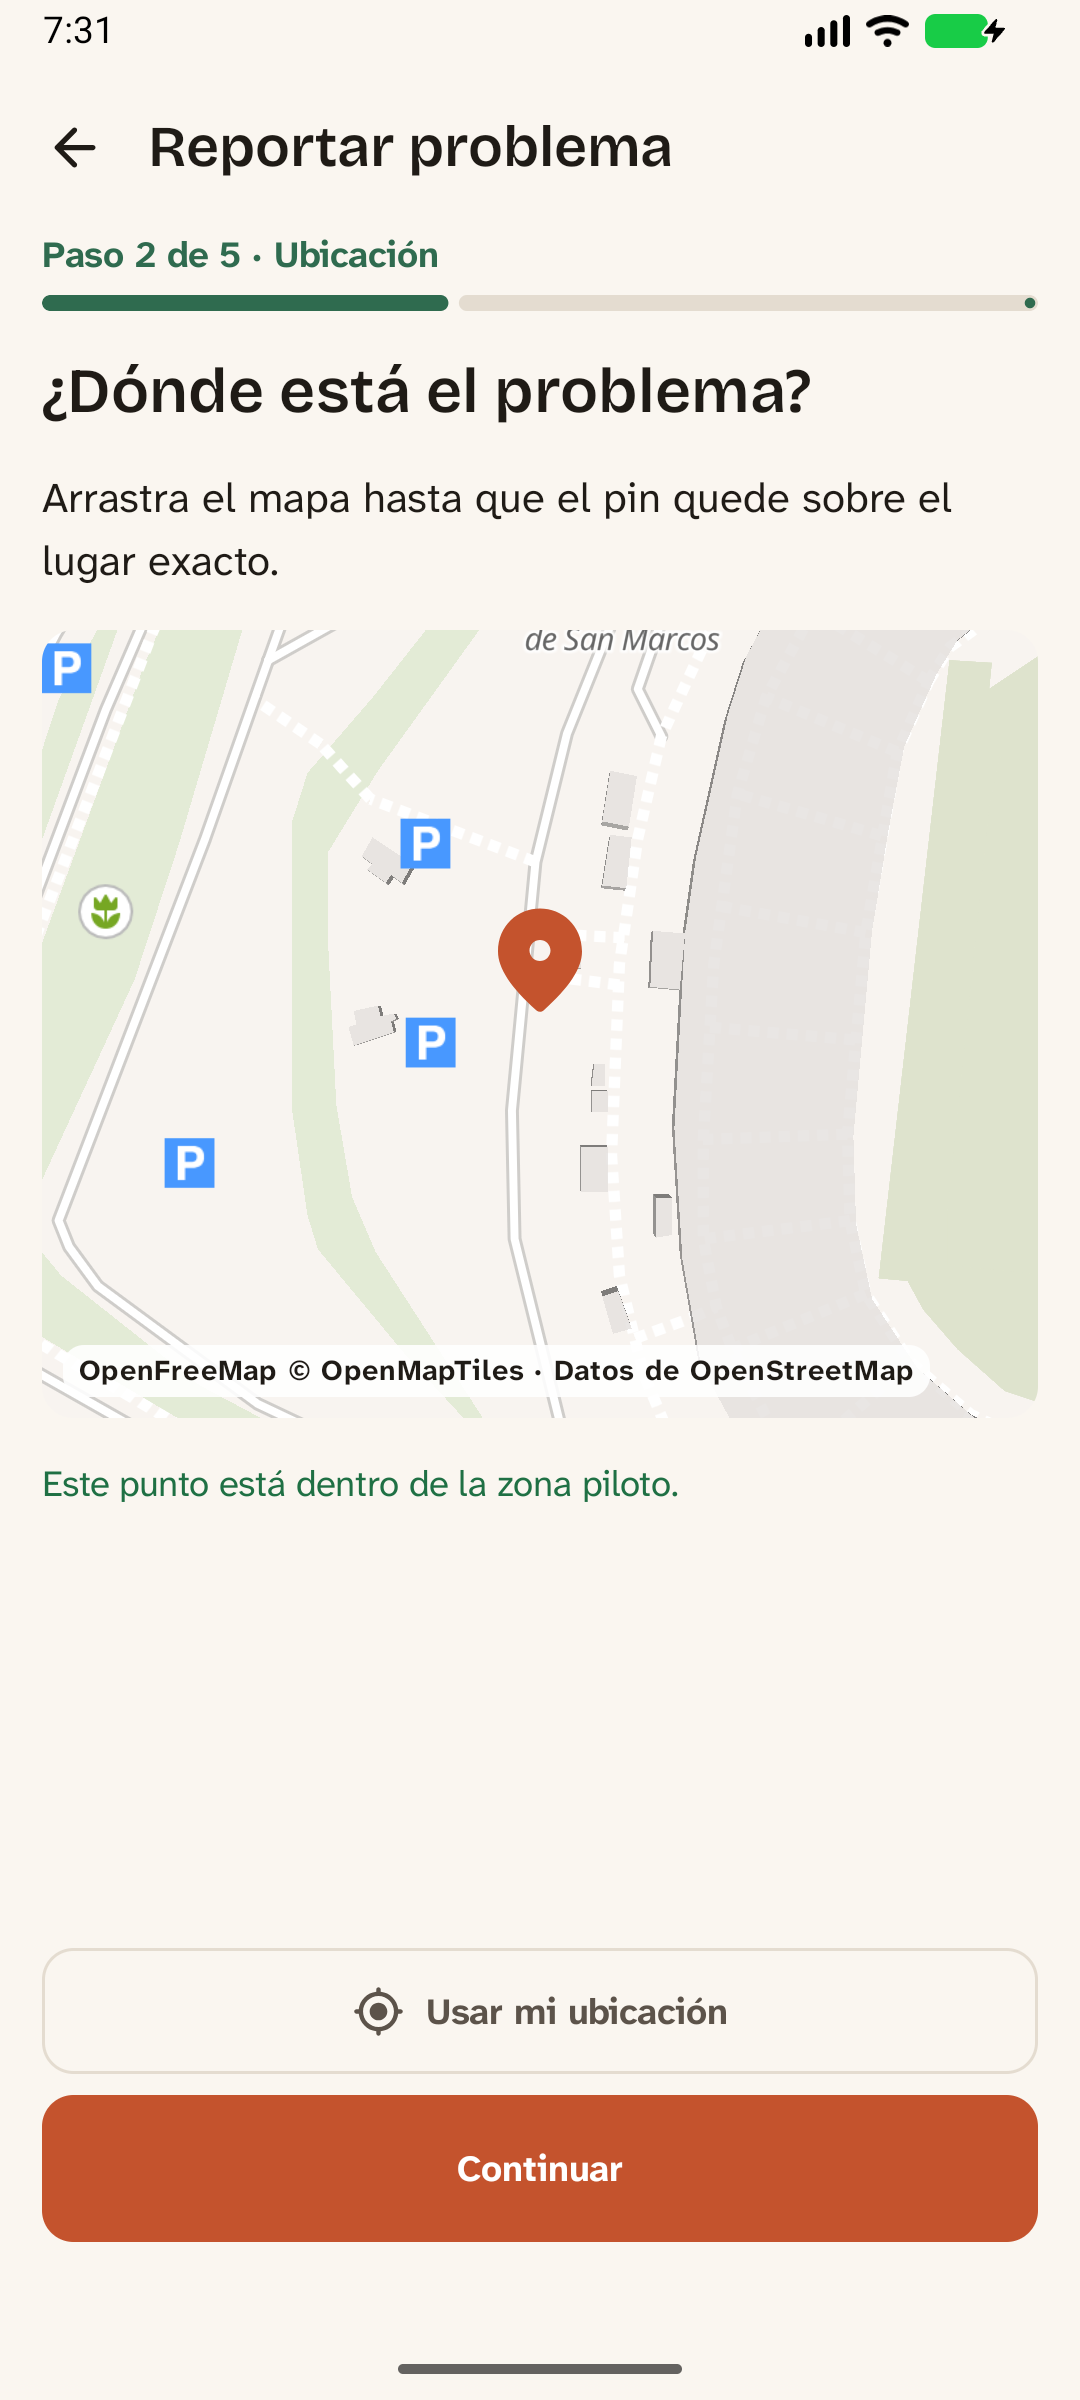 7:31
Reportar problema
Paso 2 de 5 · Ubicación
¿Dónde está el problema?
Arrastra el mapa hasta que el pin quede sobre el
lugar exacto.
de San Marcos
P
P
P
P
OpenFreeMap © OpenMapTiles · Datos de OpenStreetMap
Este punto está dentro de la zona piloto.
Usar mi ubicación
Continuar